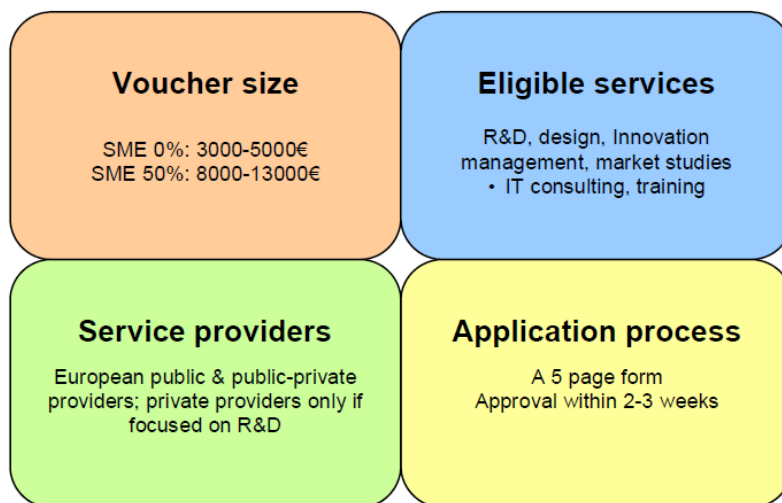 Voucher size
SME 0%: 3000-5000€
SME 50%: 8000-13000€
Eligible services
R&D, design, Innovation
management, market studies
• IT consulting, training
Service providers
European public & public-private
providers; private providers only if
focused on R&D
Application process
A 5 page form
Approval within 2-3 weeks